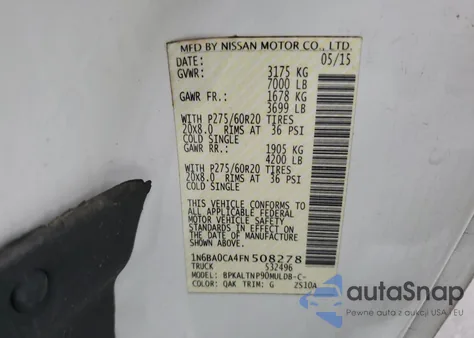 MFD BY NISSAN MOTOR CO., LTD.
DATE: 05/15
GVWR: 3175 KG
7000 LB
GAWR FR.: 1678 KG
3699 LB
WITH P275/60R20 TIRES
20X8.0 RIMS AT 36 PSI
COLD SINGLE
GAWR RR.: 1905 KG
4200 LB
WITH P275/60R20 TIRES
20X8.0 RIMS AT 36 PSI
COLD SINGLE
THIS VEHICLE CONFORMS TO ALL
APPLICABLE FEDERAL MOTOR
VEHICLE SAFETY STANDARDS IN
EFFECT ON THE DATE OF
MANUFACTURE SHOWN ABOVE.
1N6BA0CA4FN508278
TRUCK 532496
MODEL: BPKALTNP90MULDB-C-
COLOR: QAK TRIM: G 2S10A
autoSnap
Pewne auta z aukcji USA i EU